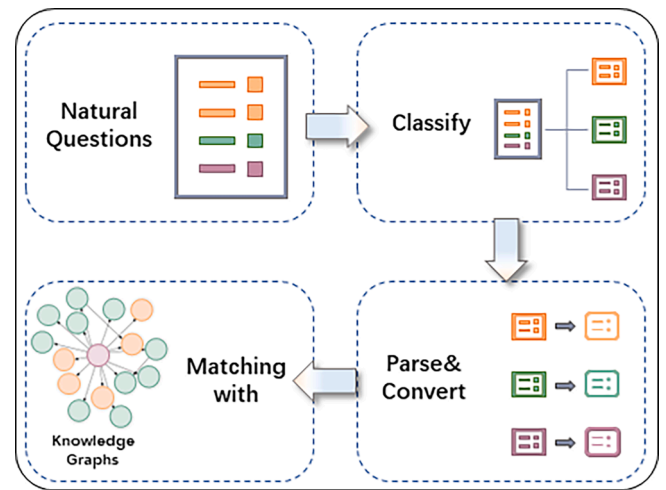 Natural
Questions
Classify
Parse&
Convert
Matching
with
Knowledge
Graphs